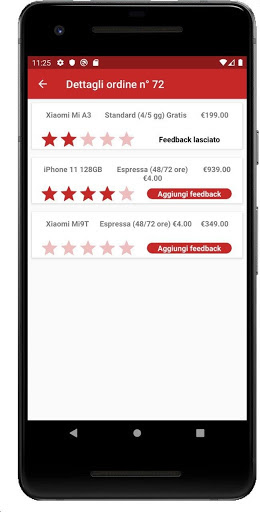 11:25
Dettagli ordine n° 72
Xiaomi Mi A3 Standard (4/5 gg) Gratis €199.00
Feedback lasciato
iPhone 11 128GB Espressa (48/72 ore) €939.00
€4.00
Aggiungi feedback
Xiaomi Mi9T Espressa (48/72 ore) €4.00 €349.00
Aggiungi feedback